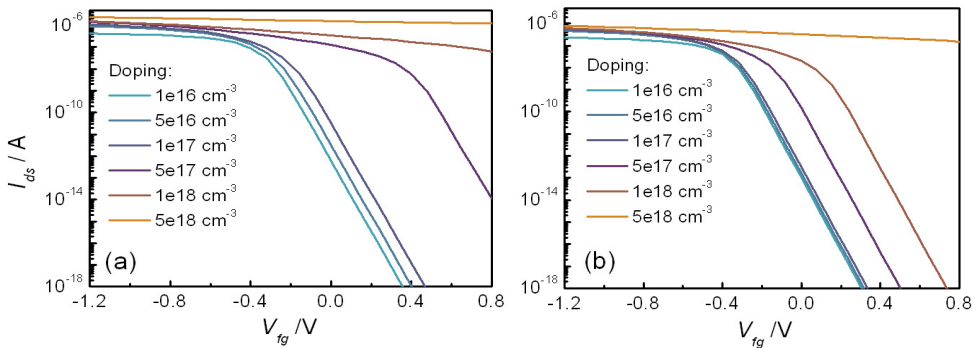 10⁻⁶
10⁻¹⁰
10⁻¹⁴
10⁻¹⁸
I_ds / A
Doping:
1e16 cm⁻³
5e16 cm⁻³
1e17 cm⁻³
5e17 cm⁻³
1e18 cm⁻³
5e18 cm⁻³
(a)
-1.2 -0.8 -0.4 0.0 0.4 0.8
V_fg /V
10⁻⁶
10⁻¹⁰
10⁻¹⁴
10⁻¹⁸
Doping:
1e16 cm⁻³
5e16 cm⁻³
1e17 cm⁻³
5e17 cm⁻³
1e18 cm⁻³
5e18 cm⁻³
(b)
-1.2 -0.8 -0.4 0.0 0.4 0.8
V_fg /V